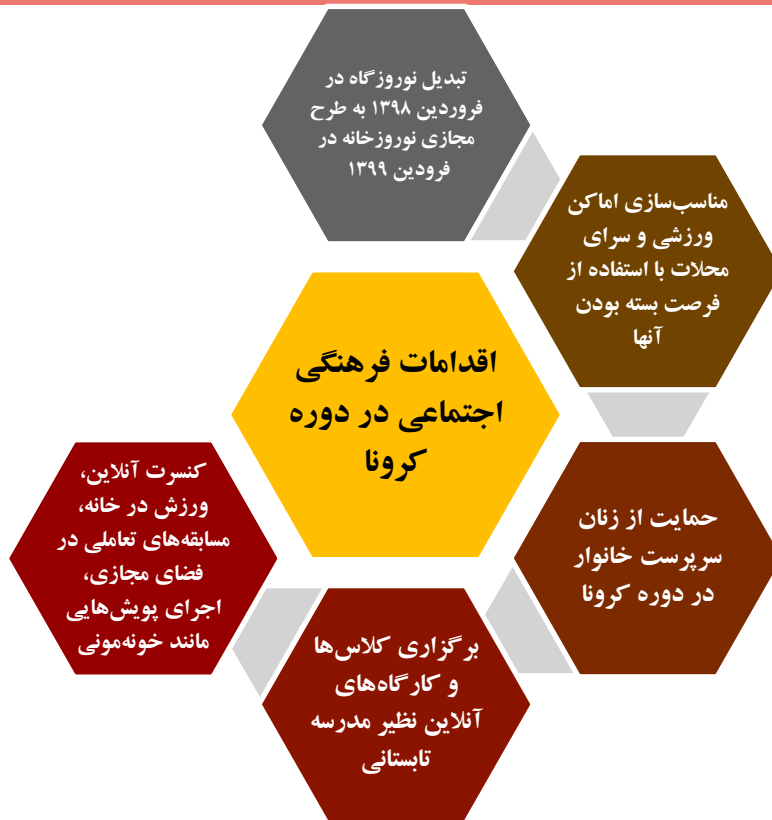 تبدیل نوروزگاه در
فروردین ۱۳۹۸ به طرح
مجازی نوروزخانه در
فرودین ۱۳۹۹
مناسب‌سازی اماکن
ورزشی و سرای
محلات با استفاده از
فرصت بسته بودن
آنها
اقدامات فرهنگی
اجتماعی در دوره
کرونا
حمایت از زنان
سرپرست خانوار
در دوره کرونا
برگزاری کلاس‌ها
و کارگاه‌های
آنلاین نظیر مدرسه
تابستانی
کنسرت آنلاین،
ورزش در خانه،
مسابقه‌های تعاملی در
فضای مجازی،
اجرای پویش‌هایی
مانند خونه‌مونی